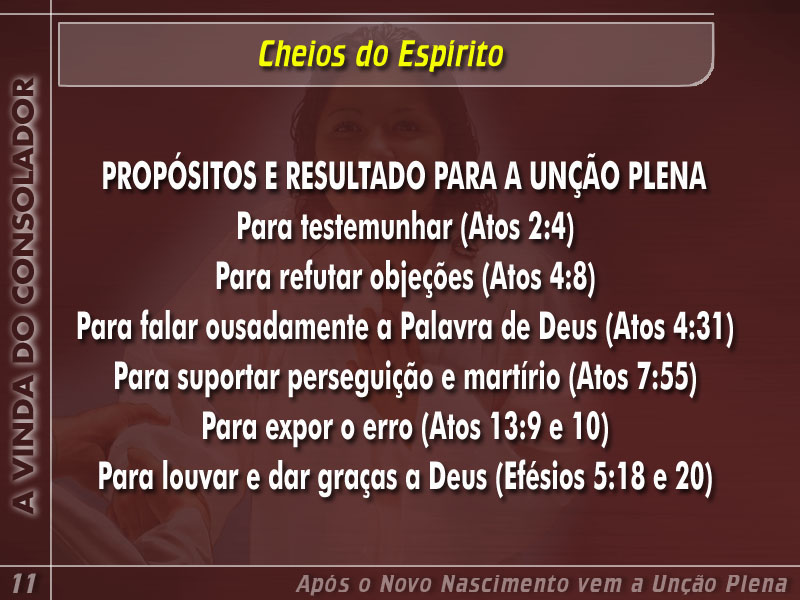 Cheios do Espírito
A VINDA DO CONSOLADOR
PROPÓSITOS E RESULTADO PARA A UNÇÃO PLENA
Para testemunhar (Atos 2:4)
Para refutar objeções (Atos 4:8)
Para falar ousadamente a Palavra de Deus (Atos 4:31)
Para suportar perseguição e martírio (Atos 7:55)
Para expor o erro (Atos 13:9 e 10)
Para louvar e dar graças a Deus (Efésios 5:18 e 20)
11
Após o Novo Nascimento vem a Unção Plena